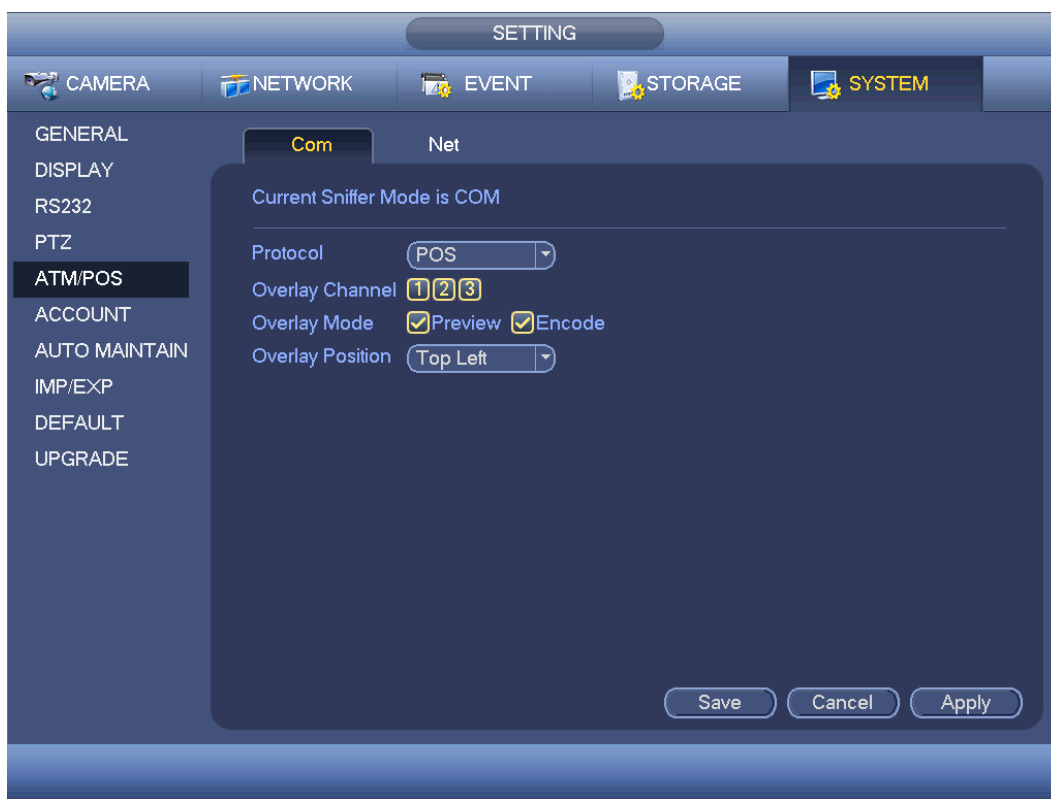 SETTING
CAMERA NETWORK EVENT STORAGE SYSTEM
GENERAL
DISPLAY
RS232
PTZ
ATM/POS
ACCOUNT
AUTO MAINTAIN
IMP/EXP
DEFAULT
UPGRADE
Com Net
Current Sniffer Mode is COM
Protocol POS
Overlay Channel 1 2 3
Overlay Mode Preview Encode
Overlay Position Top Left
Save Cancel Apply